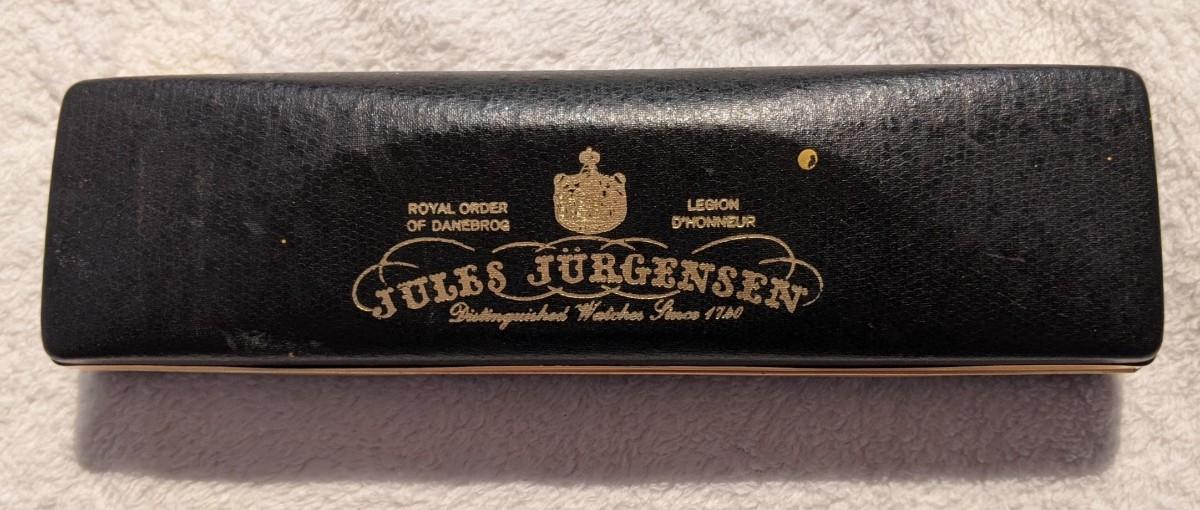 ROYAL ORDER
OF DANEBROG
LEGION
D'HONNEUR
JULES JÜRGENSEN
Distinguished Watches Since 1740